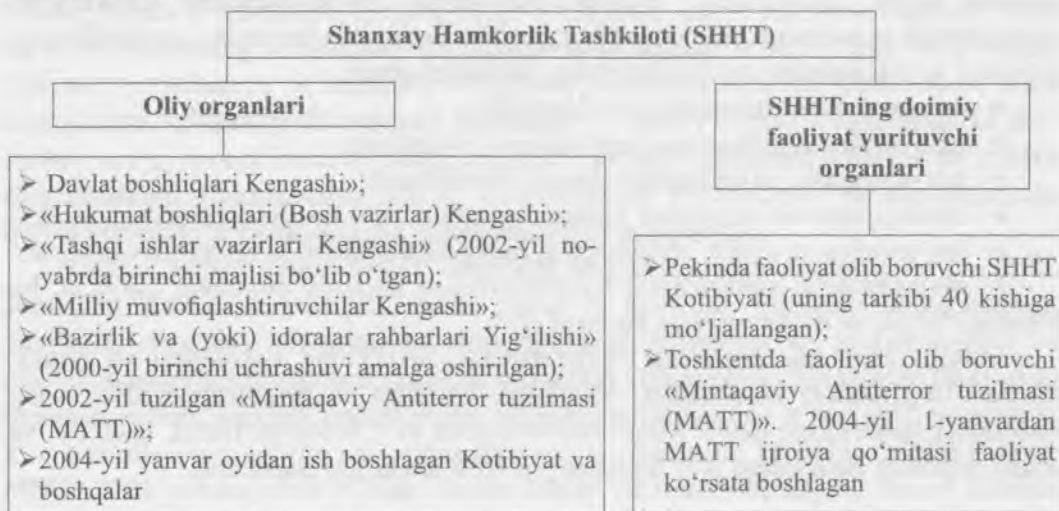 Shanxay Hamkorlik Tashkiloti (SHHT)
Oliy organlari
➢ Davlat boshliqlari Kengashi»;
➢«Hukumat boshliqlari (Bosh vazirlar) Kengashi»;
➢«Tashqi ishlar vazirlari Kengashi» (2002-yil no-
yabrda birinchi majlisi bo‘lib o‘tgan);
➢«Milliy muvofiqlashtiruvchilar Kengashi»;
➢«Bazirlik va (yoki) idoralar rahbarlari Yig‘ilishi»
(2000-yil birinchi uchrashuvi amalga oshirilgan);
➢2002-yil tuzilgan «Mintaqaviy Antiterror tuzilmasi
(MATT)»;
➢2004-yil yanvar oyidan ish boshlagan Kotibiyat va
boshqalar
SHHTning doimiy
faoliyat yurituvchi
organlari
➢Pekinda faoliyat olib boruvchi SHHT
Kotibiyati (uning tarkibi 40 kishiga
mo‘ljallangan);
➢Toshkentda faoliyat olib boruvchi
«Mintaqaviy Antiterror tuzilmasi
(MATT)». 2004-yil 1-yanvardan
MATT ijroiya qo‘mitasi faoliyat
ko‘rsata boshlagan